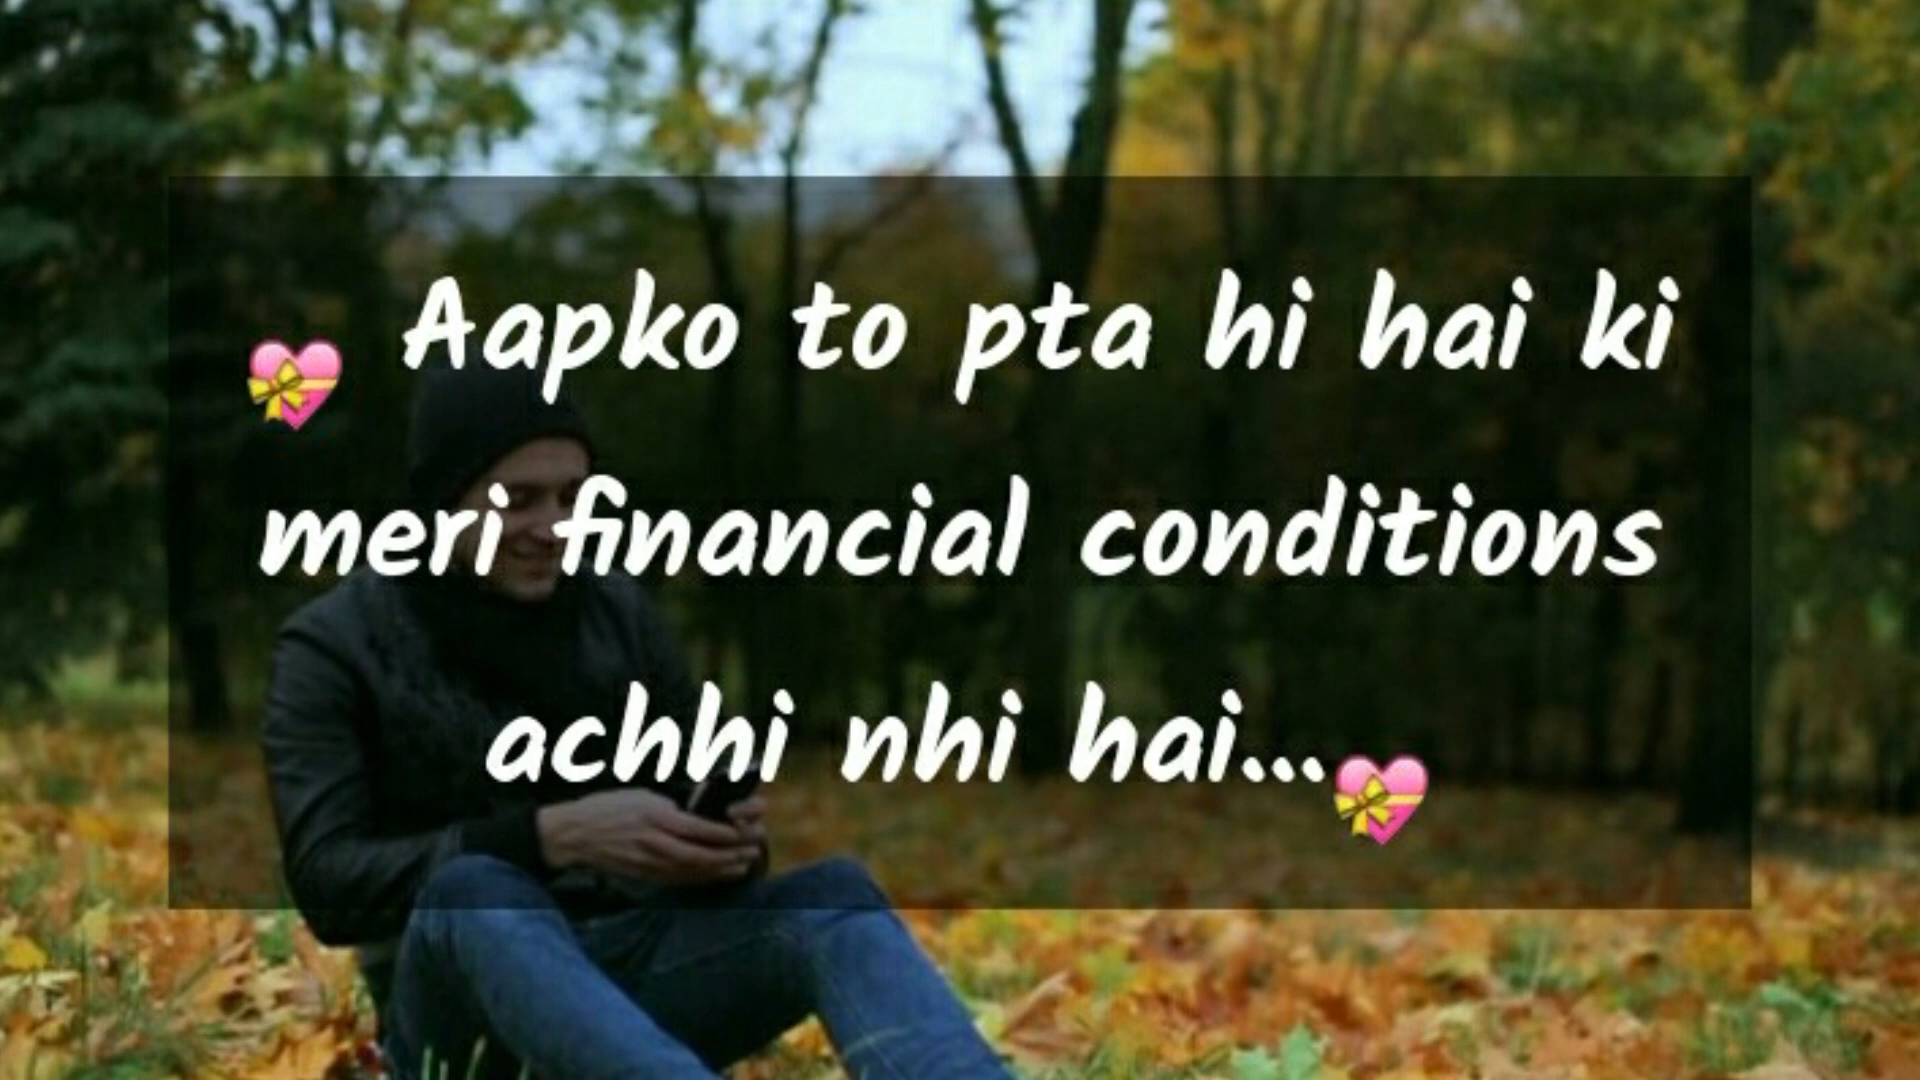 💝 Aapko to pta hi hai ki
meri financial conditions
achhi nhi hai...💝